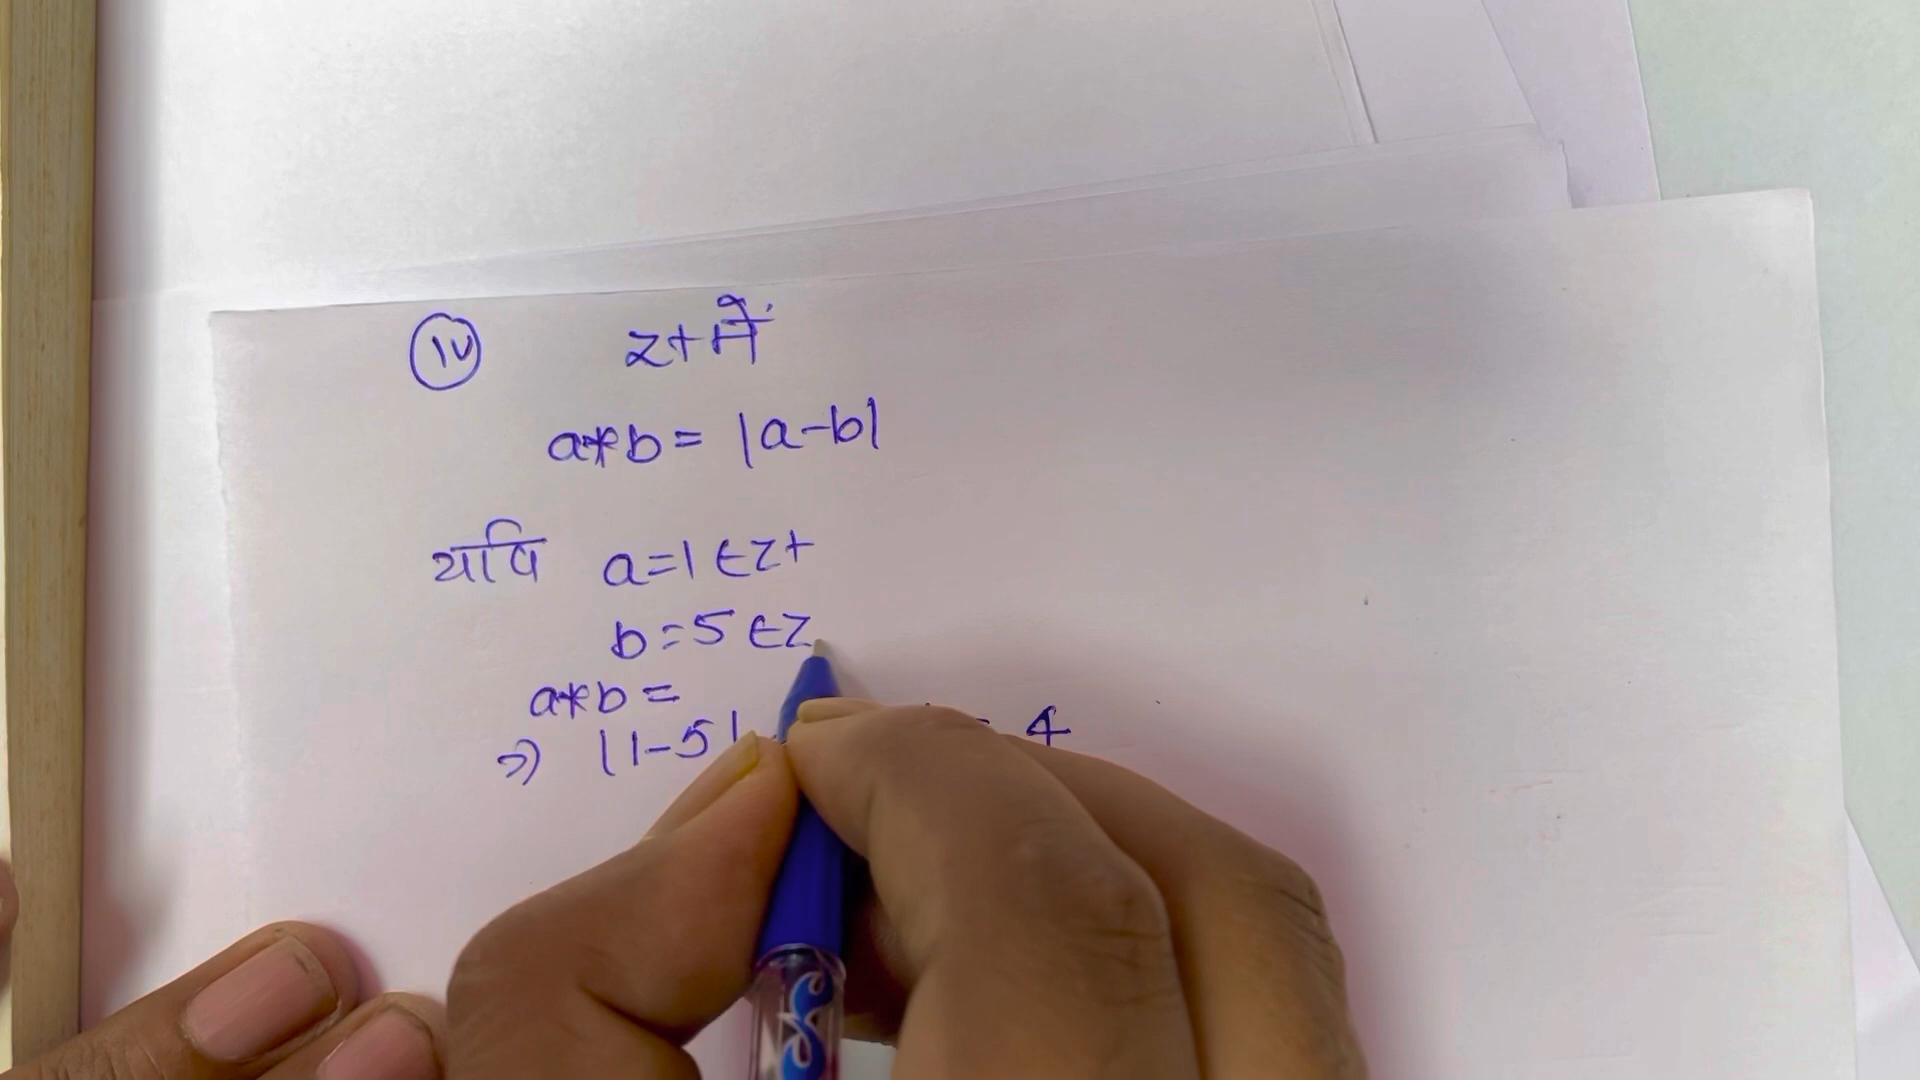 (iv) Z+ में
a*b = |a-b|
यदि a=1 ∈ Z+
b=5 ∈ Z
a*b =
⇒ |1-5| = 4